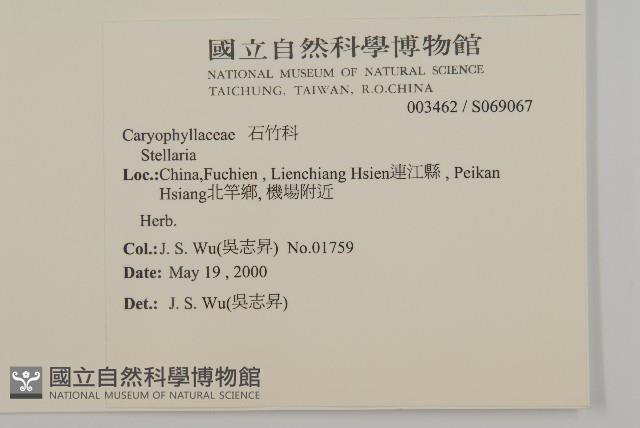 國立自然科學博物館
NATIONAL MUSEUM OF NATURAL SCIENCE
TAICHUNG, TAIWAN, R.O.CHINA
003462 / S069067
Caryophyllaceae 石竹科
Stellaria
Loc.:China,Fuchien , Lienchiang Hsien連江縣 , Peikan
Hsiang北竿鄉, 機場附近
Herb.
Col.: J. S. Wu(吳志昇) No.01759
Date: May 19 , 2000
Det.: J. S. Wu(吳志昇)
國立自然科學博物館
NATIONAL MUSEUM OF NATURAL SCIENCE